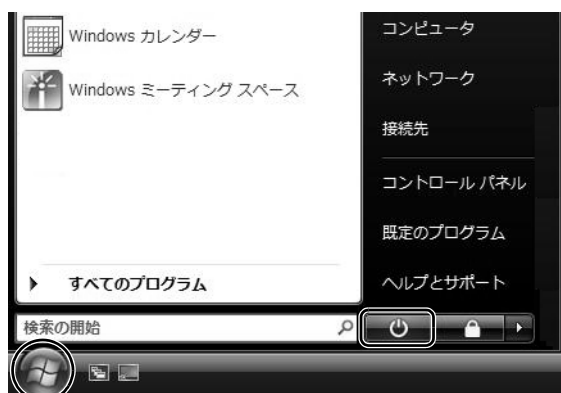 Windows カレンダー
Windows ミーティング スペース
すべてのプログラム
検索の開始
コンピュータ
ネットワーク
接続先
コントロール パネル
既定のプログラム
ヘルプとサポート